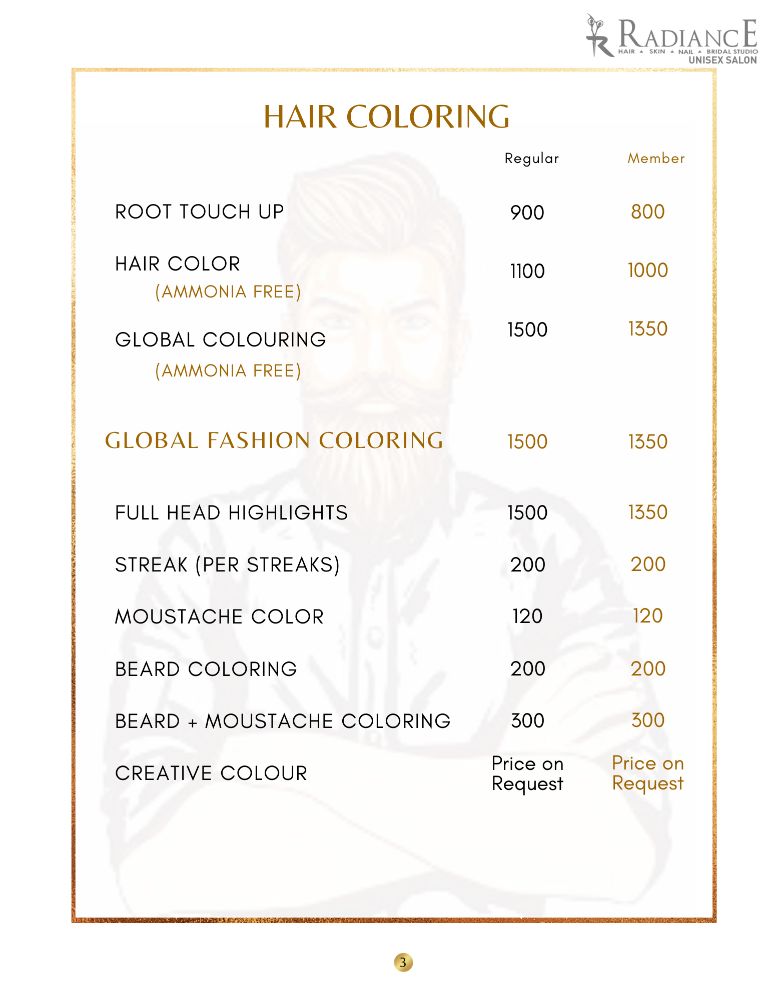 RADIANCE
HAIR • SKIN • NAIL • BRIDAL STUDIO
UNISEX SALON
HAIR COLORING
Regular Member
ROOT TOUCH UP 900 800
HAIR COLOR 1100 1000
(AMMONIA FREE)
GLOBAL COLOURING 1500 1350
(AMMONIA FREE)
GLOBAL FASHION COLORING 1500 1350
FULL HEAD HIGHLIGHTS 1500 1350
STREAK (PER STREAKS) 200 200
MOUSTACHE COLOR 120 120
BEARD COLORING 200 200
BEARD + MOUSTACHE COLORING 300 300
CREATIVE COLOUR Price on Request Price on Request
3